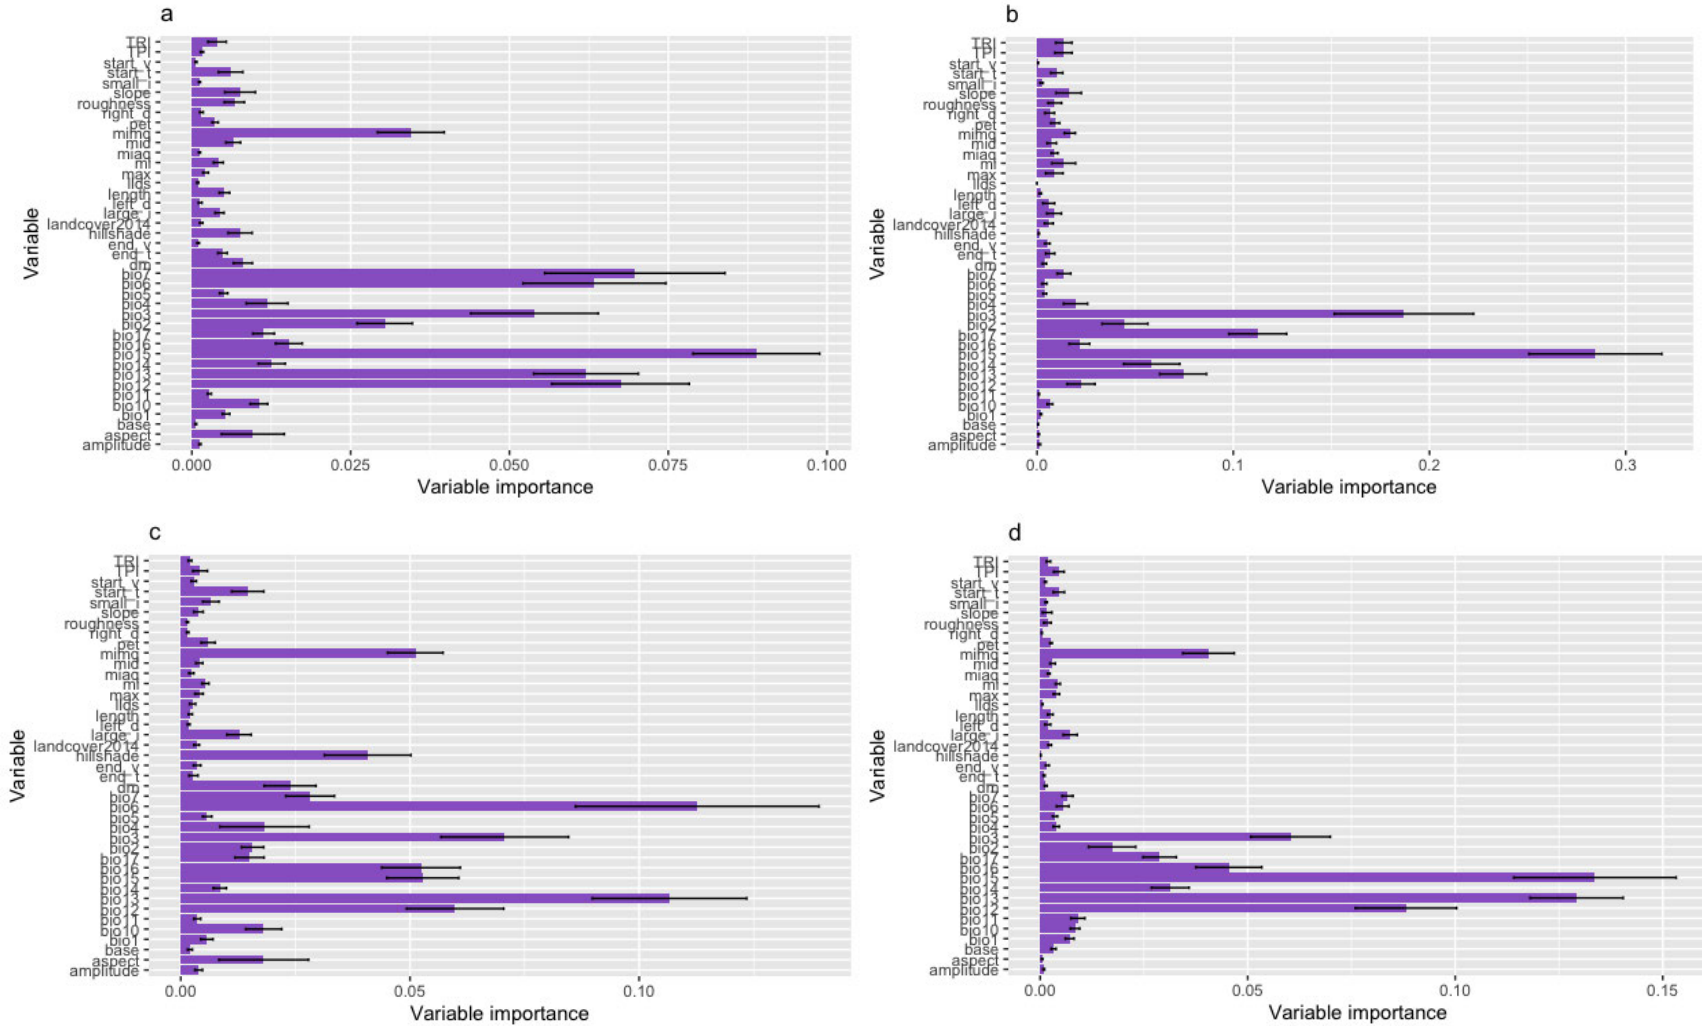 a
TRI
TPI
start_v
start_t
small_i
slope
roughness
right_d
pet
mimq
mid
miaq
mi
max
llds
length
left_d
large_i
landcover2014
hillshade
end_v
end_t
dm
bio7
bio6
bio5
bio4
bio3
bio2
bio17
bio16
bio15
bio14
bio13
bio12
bio11
bio10
bio1
base
aspect
amplitude
Variable
0.000 0.025 0.050 0.075 0.100
Variable importance
b
TRI
TPI
start_v
start_t
small_i
slope
roughness
right_d
pet
mimq
mid
miaq
mi
max
llds
length
left_d
large_i
landcover2014
hillshade
end_v
end_t
dm
bio7
bio6
bio5
bio4
bio3
bio2
bio17
bio16
bio15
bio14
bio13
bio12
bio11
bio10
bio1
base
aspect
amplitude
Variable
0.0 0.1 0.2 0.3
Variable importance
c
TRI
TPI
start_v
start_t
small_i
slope
roughness
right_d
pet
mimq
mid
miaq
mi
max
llds
length
left_d
large_i
landcover2014
hillshade
end_v
end_t
dm
bio7
bio6
bio5
bio4
bio3
bio2
bio17
bio16
bio15
bio14
bio13
bio12
bio11
bio10
bio1
base
aspect
amplitude
Variable
0.00 0.05 0.10
Variable importance
d
TRI
TPI
start_v
start_t
small_i
slope
roughness
right_d
pet
mimq
mid
miaq
mi
max
llds
length
left_d
large_i
landcover2014
hillshade
end_v
end_t
dm
bio7
bio6
bio5
bio4
bio3
bio2
bio17
bio16
bio15
bio14
bio13
bio12
bio11
bio10
bio1
base
aspect
amplitude
Variable
0.00 0.05 0.10 0.15
Variable importance